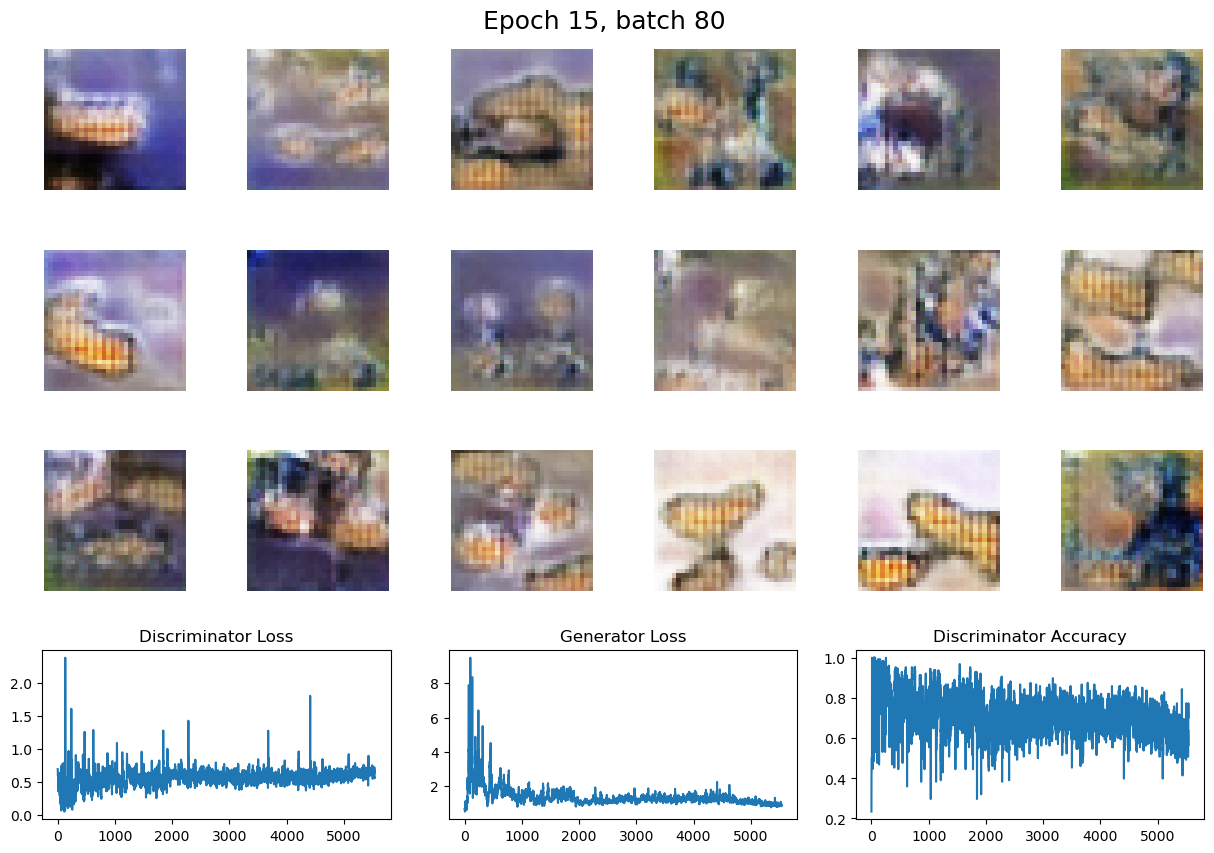 Epoch 15, batch 80
Discriminator Loss
Generator Loss
Discriminator Accuracy
2.0
1.5
1.0
0.5
0.0
0 1000 2000 3000 4000 5000
8
6
4
2
0 1000 2000 3000 4000 5000
1.0
0.8
0.6
0.4
0.2
0 1000 2000 3000 4000 5000